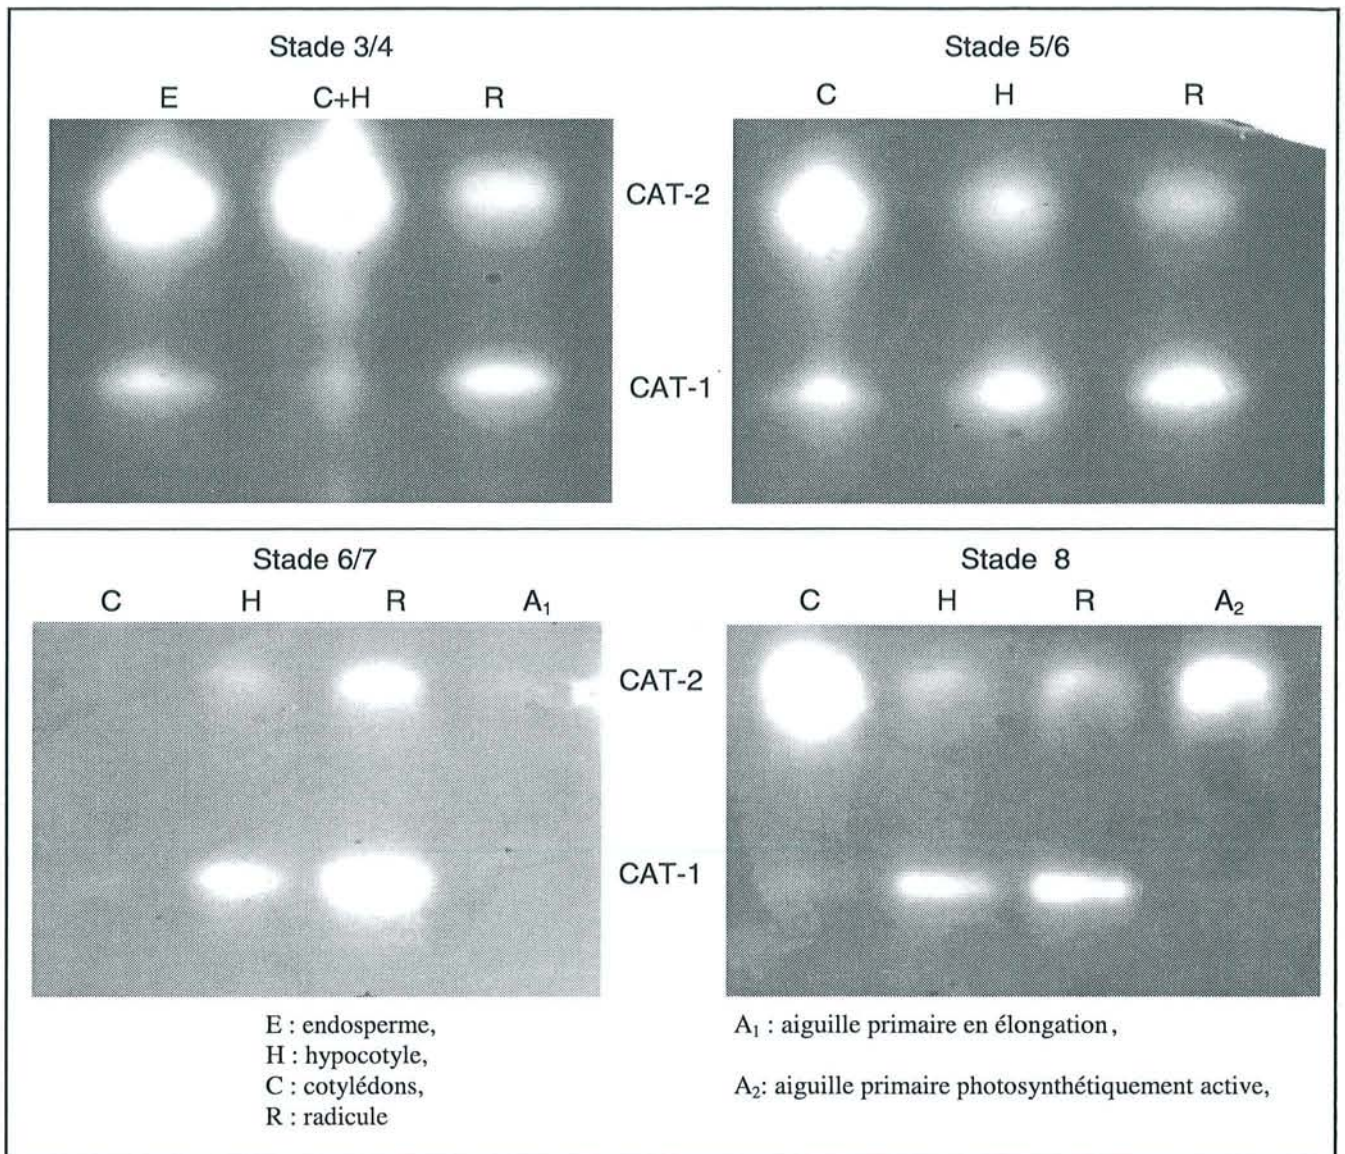 Stade 3/4
E C+H R
CAT-2
CAT-1
Stade 5/6
C H R
Stade 6/7
C H R A₁
CAT-2
CAT-1
Stade 8
C H R A₂
E : endosperme,
H : hypocotyle,
C : cotylédons,
R : radicule
A₁ : aiguille primaire en élongation,
A₂: aiguille primaire photosynthétiquement active,